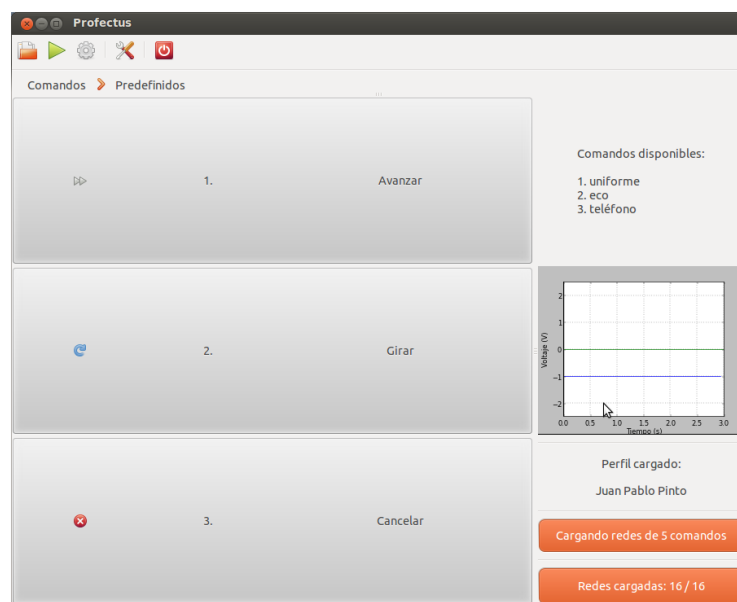 Profectus
Comandos Predefinidos
1. Avanzar
2. Girar
3. Cancelar
Comandos disponibles:
1. uniforme
2. eco
3. teléfono
Voltaje (V)
2
1
0
−1
−2
0.0 0.5 1.0 1.5 2.0 2.5 3.0
Tiempo (s)
Perfil cargado:
Juan Pablo Pinto
Cargando redes de 5 comandos
Redes cargadas: 16 / 16